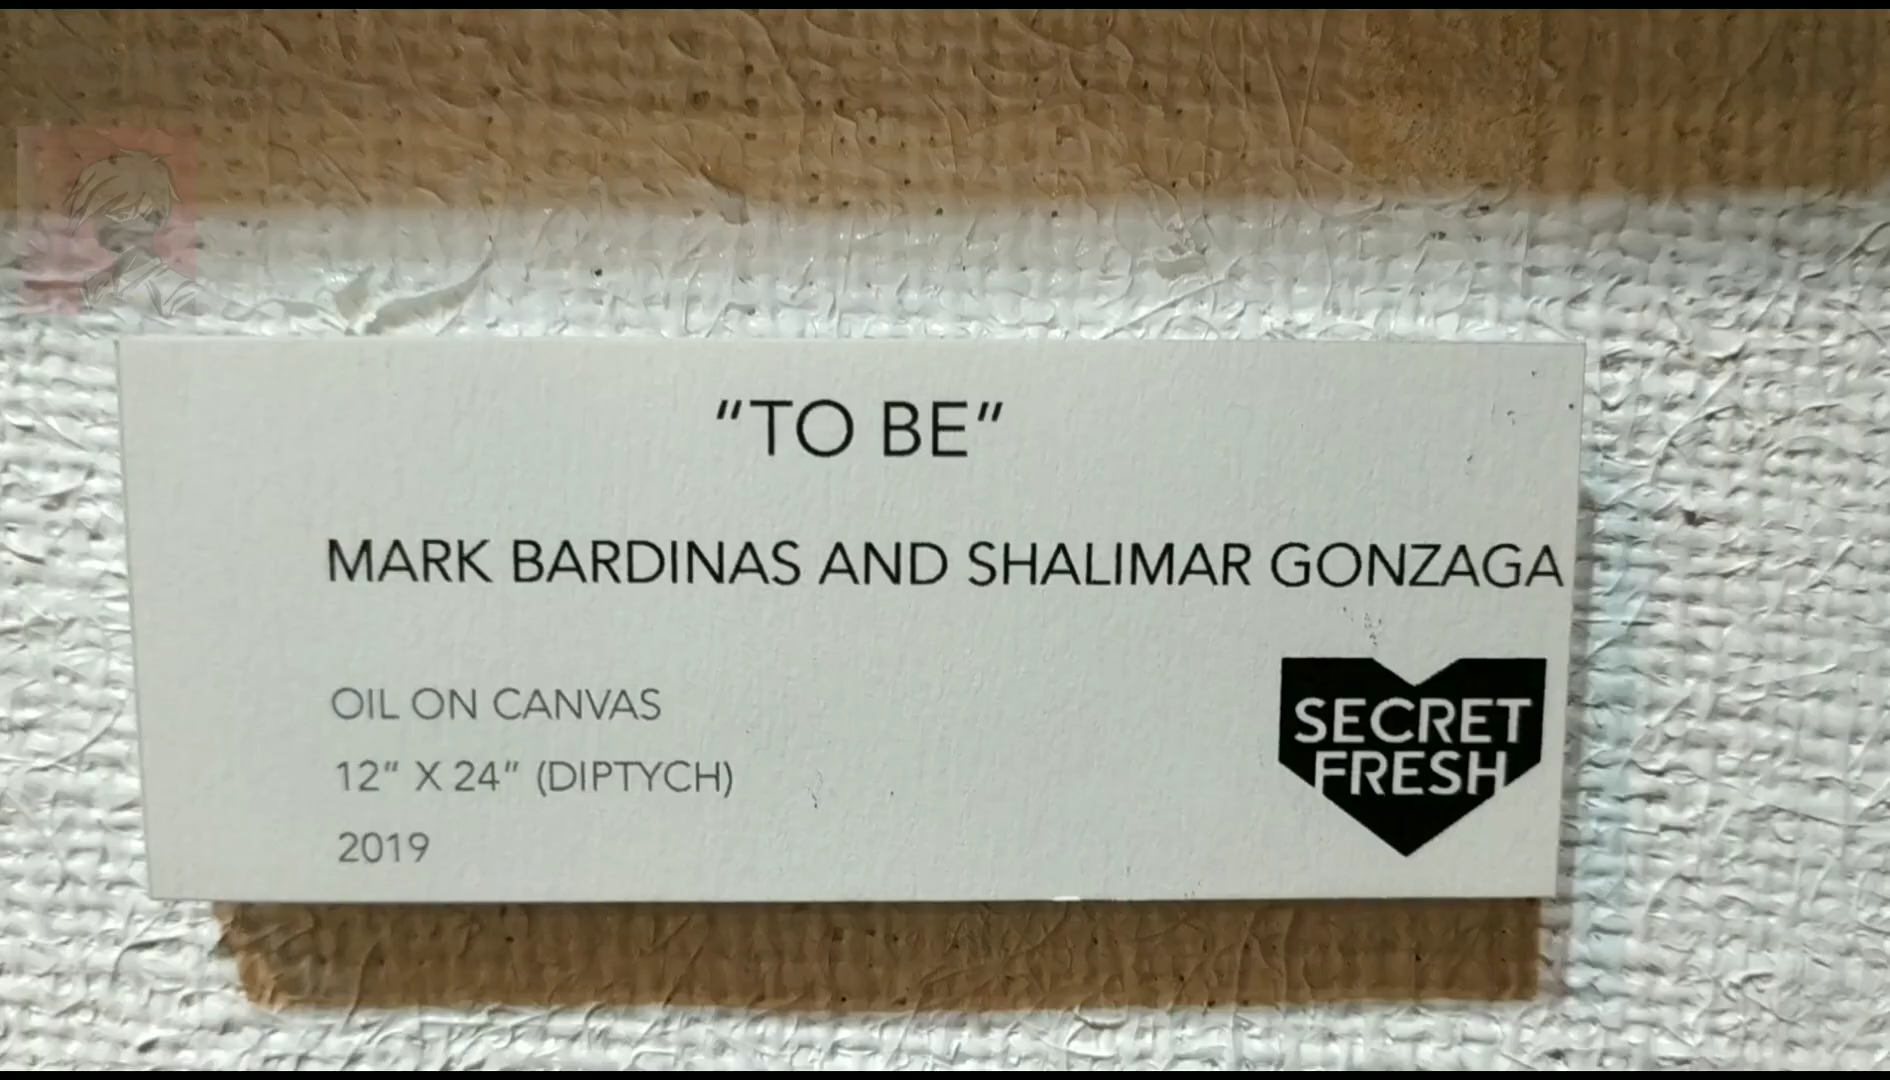 "TO BE"
MARK BARDINAS AND SHALIMAR GONZAGA
OIL ON CANVAS
12" X 24" (DIPTYCH)
2019
SECRET
FRESH